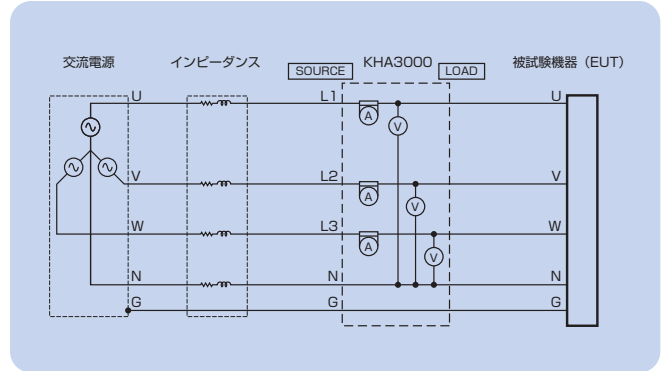 交流電源 インピーダンス SOURCE KHA3000 LOAD 被試験機器（EUT）
U L1 U
A V
V L2 V
A V
W L3 W
A V
N N N
G G G